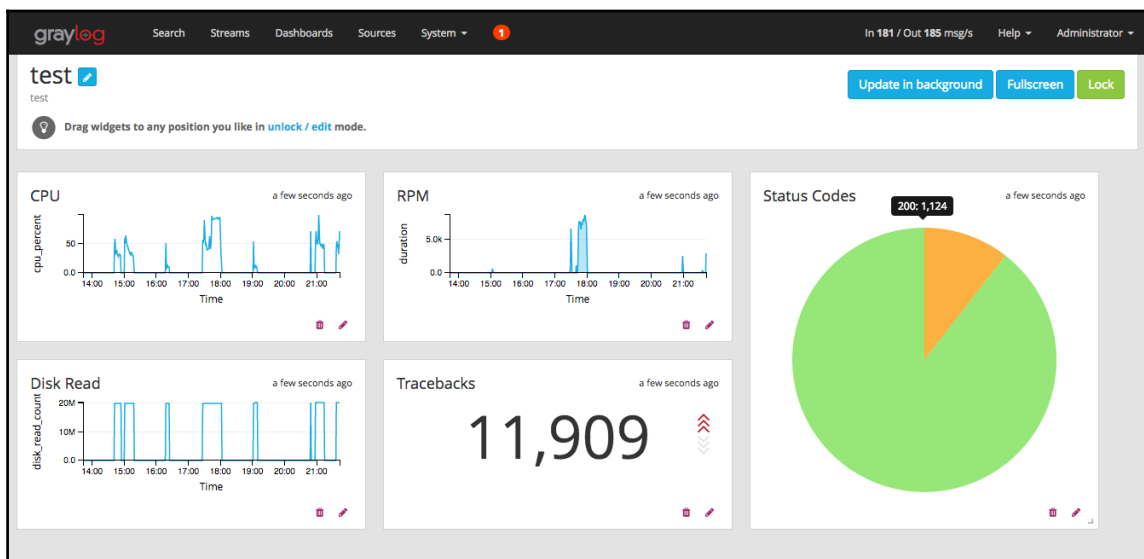 graylog Search Streams Dashboards Sources System 1 In 181 / Out 185 msg/s Help Administrator
test
test
Update in background Fullscreen Lock
Drag widgets to any position you like in unlock / edit mode.
CPU a few seconds ago
cpu_percent
50
0.0
14:00 15:00 16:00 17:00 18:00 19:00 20:00 21:00
Time
RPM a few seconds ago
duration
5.0k
0.0
14:00 15:00 16:00 17:00 18:00 19:00 20:00 21:00
Time
Status Codes a few seconds ago
200: 1,124
Disk Read a few seconds ago
disk_read_count
20M
10M
0.0
14:00 15:00 16:00 17:00 18:00 19:00 20:00 21:00
Time
Tracebacks a few seconds ago
11,909